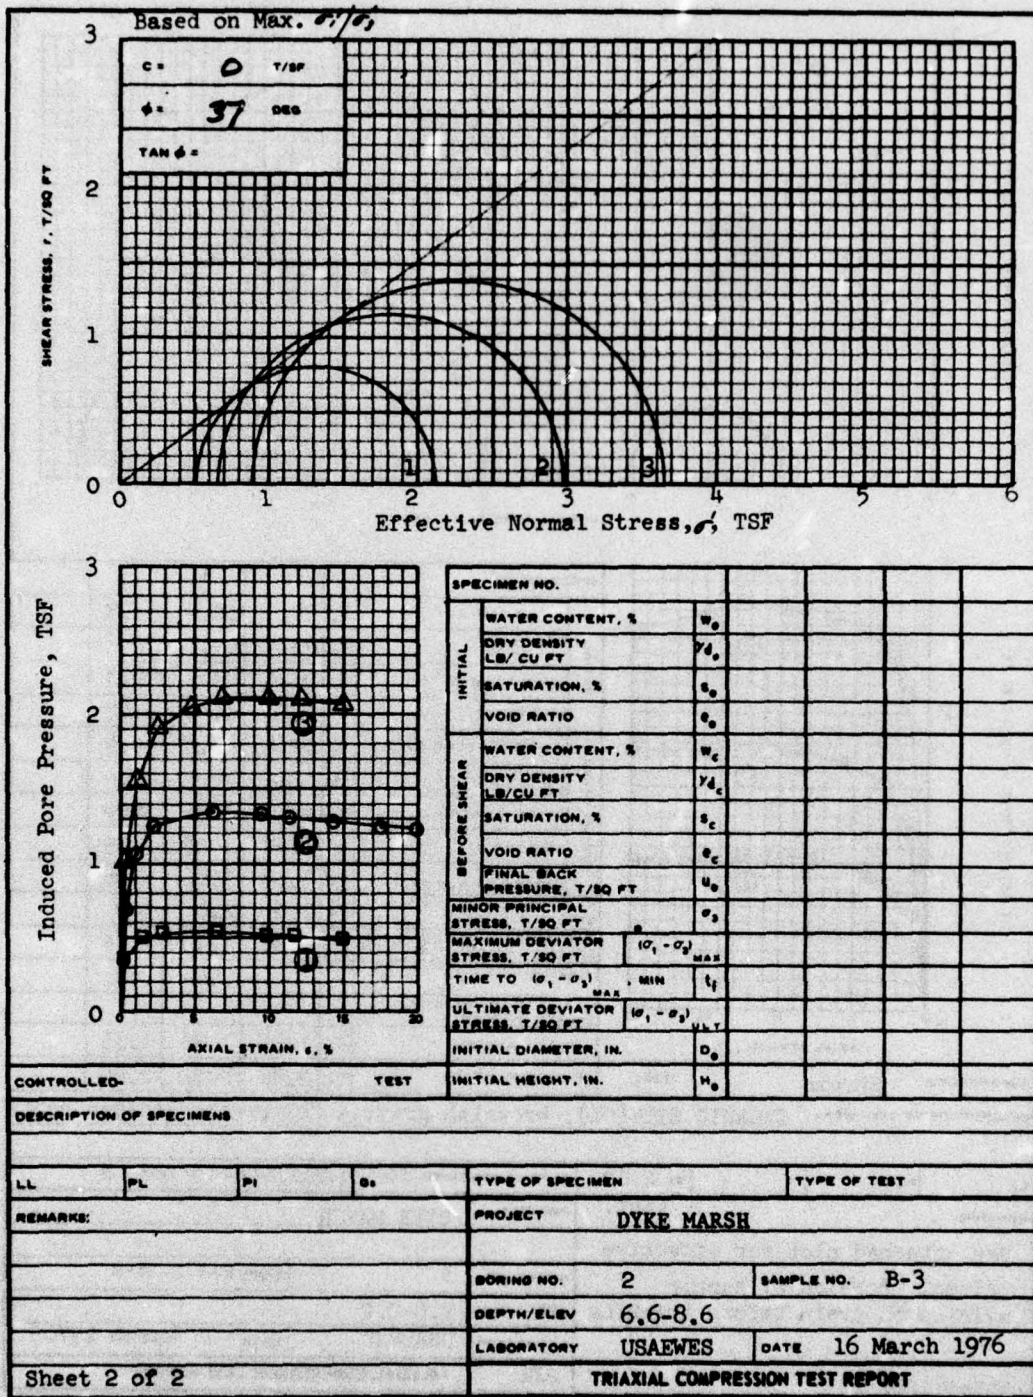 Based on Max. σ₁'/σ₃'
3
C = 0 T/SF
ϕ = 37 DEG
TAN ϕ =
2
1
0
SHEAR STRESS, τ, T/SQ FT
1 2 3
0 1 2 3 4 5 6
Effective Normal Stress, σ', TSF
3
2
1
0
Induced Pore Pressure, TSF
3
2
1
0 5 10 15 20
AXIAL STRAIN, ε, %
CONTROLLED- TEST
SPECIMEN NO.
INITIAL
WATER CONTENT, % w₀
DRY DENSITY LB/ CU FT γd₀
SATURATION, % S₀
VOID RATIO e₀
BEFORE SHEAR
WATER CONTENT, % w_c
DRY DENSITY LB/CU FT γd_c
SATURATION, % S_c
VOID RATIO e_c
FINAL BACK PRESSURE, T/SQ FT u₀
MINOR PRINCIPAL STRESS, T/SQ FT σ₃
MAXIMUM DEVIATOR STRESS, T/SQ FT (σ₁ - σ₃) MAX
TIME TO (σ₁ - σ₃) MAX , MIN t_f
ULTIMATE DEVIATOR STRESS, T/SQ FT (σ₁ - σ₃) ULT
INITIAL DIAMETER, IN. D₀
INITIAL HEIGHT, IN. H₀
DESCRIPTION OF SPECIMENS
LL PL PI Gs TYPE OF SPECIMEN TYPE OF TEST
REMARKS: PROJECT DYKE MARSH
BORING NO. 2 SAMPLE NO. B-3
DEPTH/ELEV 6.6-8.6
LABORATORY USAEWES DATE 16 March 1976
Sheet 2 of 2 TRIAXIAL COMPRESSION TEST REPORT